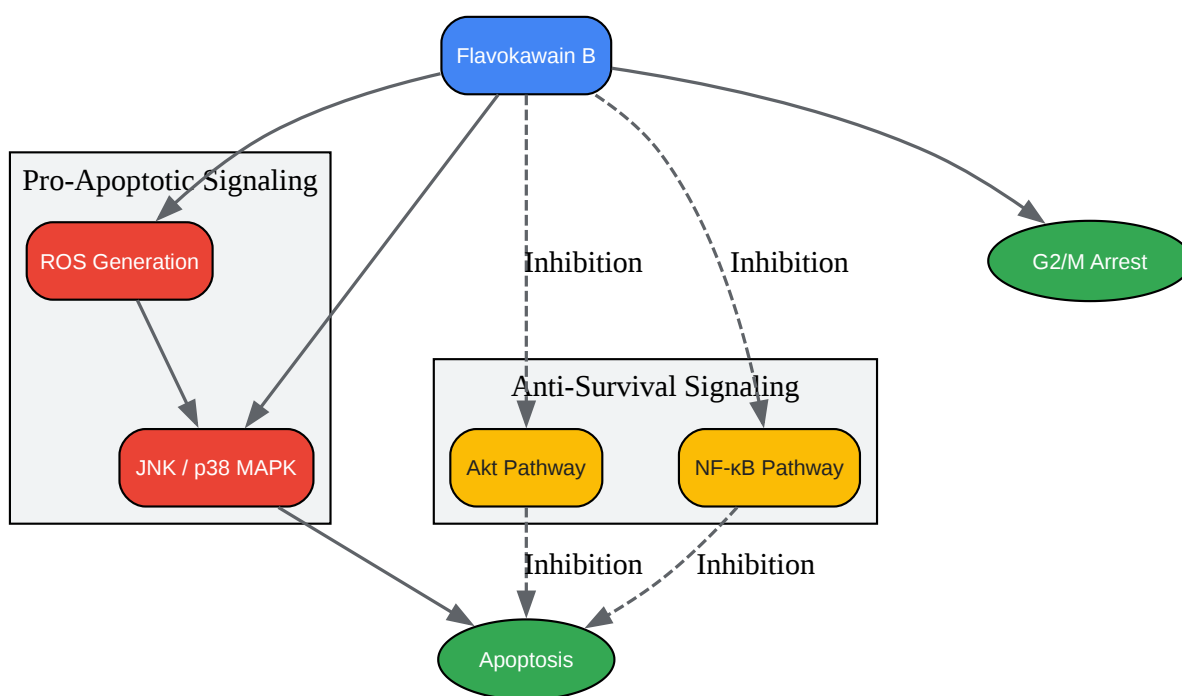 Flavokawain B
Pro-Apoptotic Signaling
ROS Generation
Inhibition
Inhibition
G2/M Arrest
Anti-Survival Signaling
JNK / p38 MAPK
Akt Pathway
NF-κB Pathway
Inhibition
Inhibition
Apoptosis